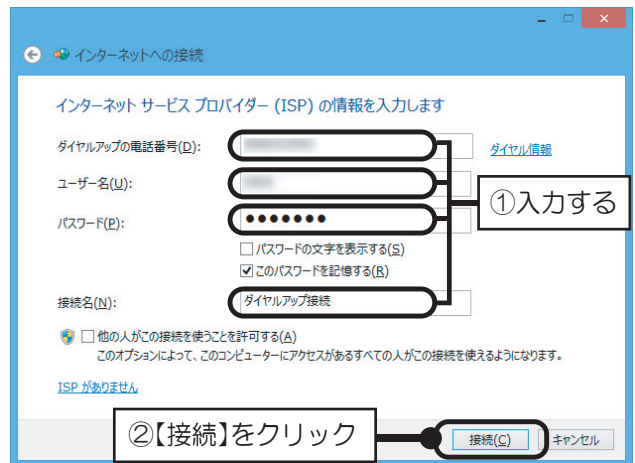 インターネットへの接続
インターネット サービス プロバイダー (ISP) の情報を入力します
ダイヤルアップの電話番号(D):
ダイヤル情報
ユーザー名(U):
①入力する
パスワード(P):
●●●●●●●
パスワードの文字を表示する(S)
このパスワードを記憶する(R)
接続名(N):
ダイヤルアップ接続
他の人がこの接続を使うことを許可する(A)
このオプションによって、このコンピューターにアクセスがあるすべての人がこの接続を使えるようになります。
ISP がありません
②【接続】をクリック
接続(C)
キャンセル